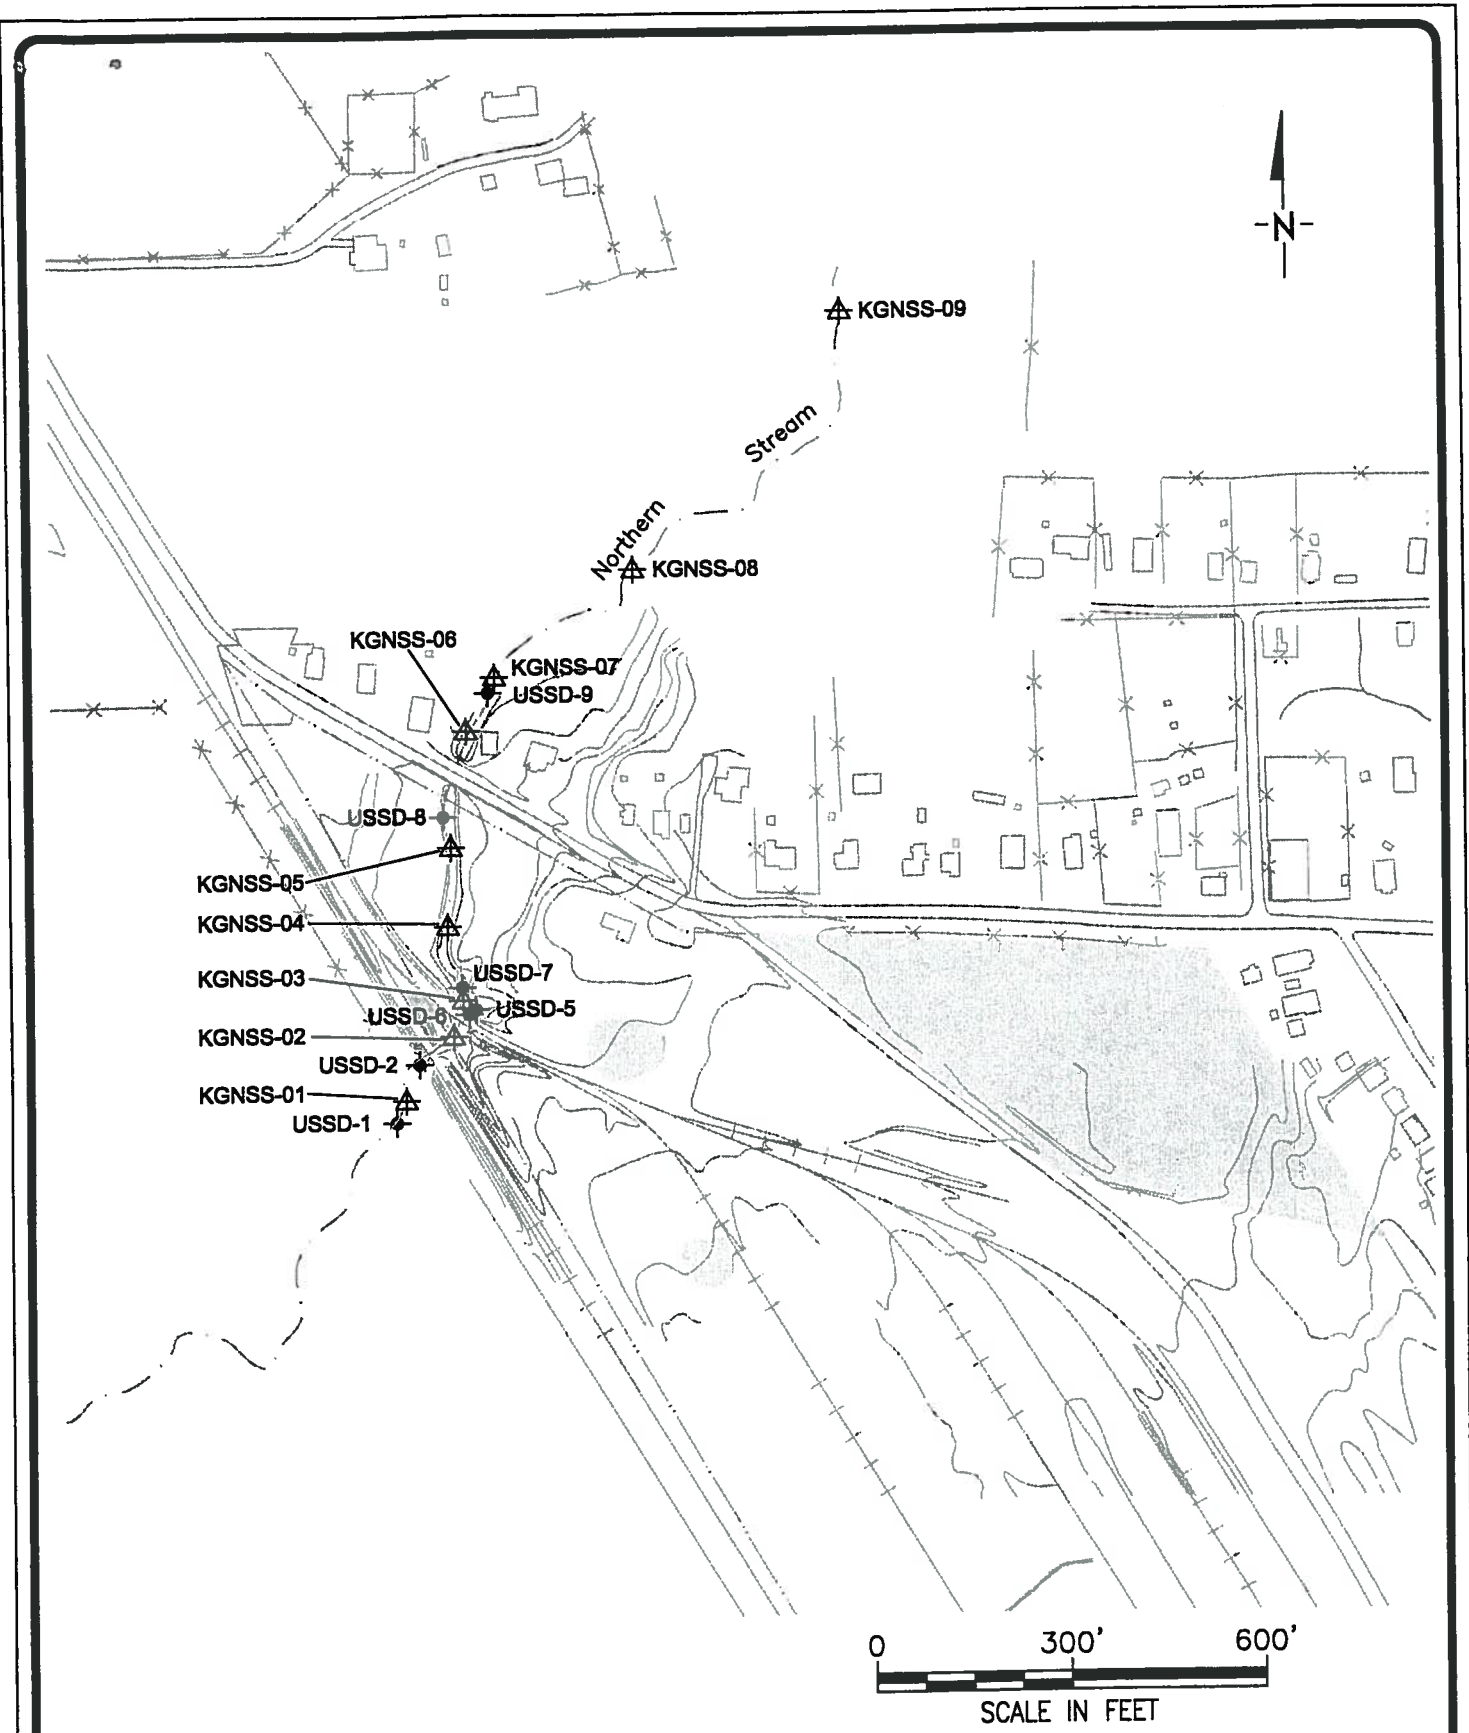 -N-
KGNSS-09
Stream
Northern
KGNSS-08
KGNSS-06
KGNSS-07
USSD-9
USSD-8
KGNSS-05
KGNSS-04
USSD-7
KGNSS-03
USSD-5
USSD-6
KGNSS-02
USSD-2
KGNSS-01
USSD-1
0 300' 600'
SCALE IN FEET